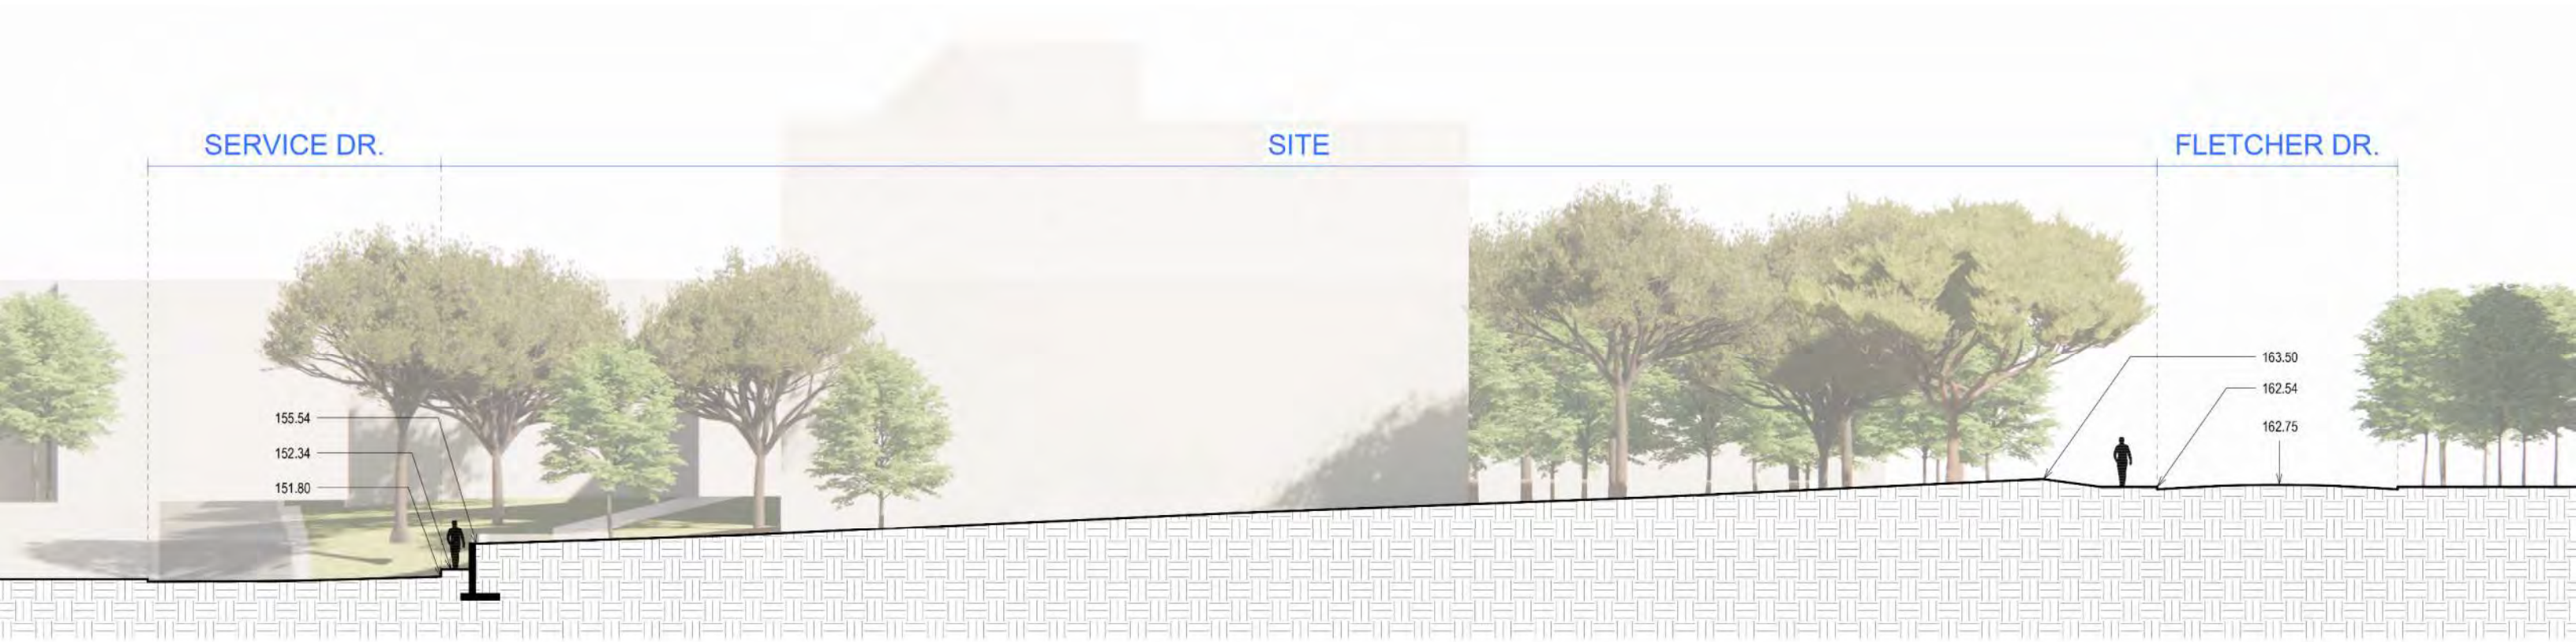 SERVICE DR.
SITE
FLETCHER DR.
163.50
162.54
162.75
155.54
152.34
151.80